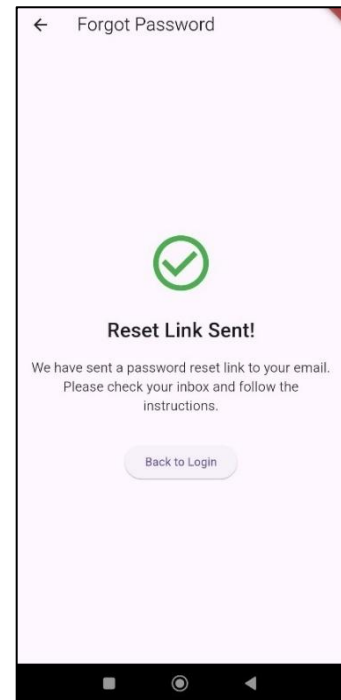 Forgot Password
Reset Link Sent!
We have sent a password reset link to your email.
Please check your inbox and follow the
instructions.
Back to Login